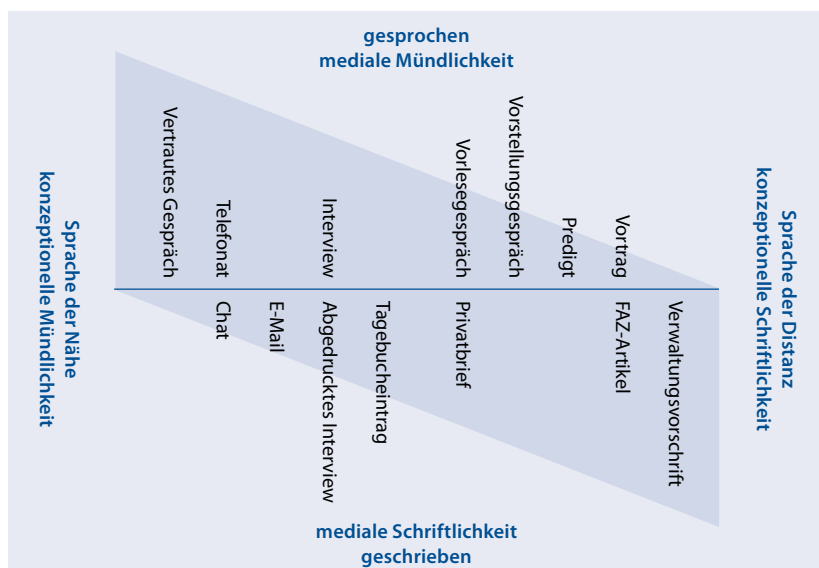 gesprochen
mediale Mündlichkeit
Sprache der Nähe
konzeptionelle Mündlichkeit
Vertrautes Gespräch
Telefonat
Interview
Vorlesegespräch
Vorstellungsgespräch
Predigt
Vortrag
Chat
E-Mail
Abgedrucktes Interview
Tagebucheintrag
Privatbrief
FAZ-Artikel
Verwaltungsvorschrift
Sprache der Distanz
konzeptionelle Schriftlichkeit
mediale Schriftlichkeit
geschrieben